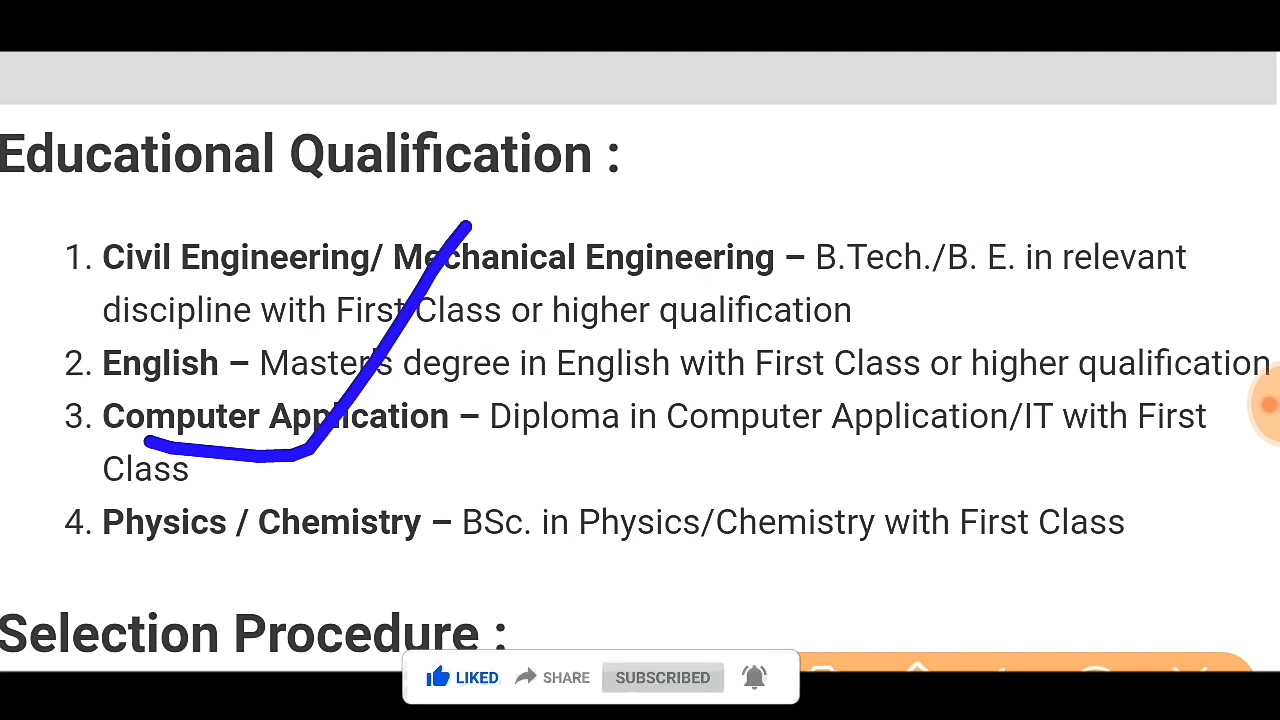 Educational Qualification :
1. Civil Engineering/ Mechanical Engineering – B.Tech./B. E. in relevant
discipline with First Class or higher qualification
2. English – Master's degree in English with First Class or higher qualification
3. Computer Application – Diploma in Computer Application/IT with First
Class
4. Physics / Chemistry – BSc. in Physics/Chemistry with First Class
Selection Procedure :
LIKED SHARE SUBSCRIBED